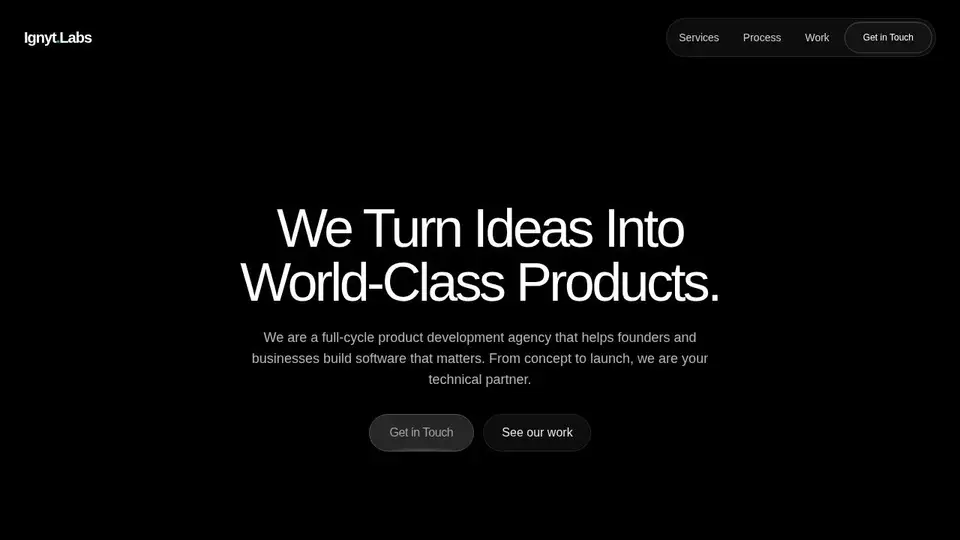 Ignyt.Labs
Services
Process
Work
Get in Touch
We Turn Ideas Into
World-Class Products.
We are a full-cycle product development agency that helps founders and
businesses build software that matters. From concept to launch, we are your
technical partner.
Get in Touch
See our work